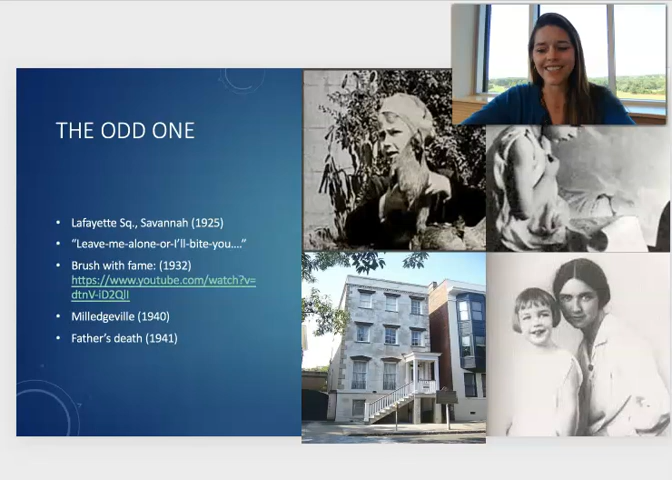 THE ODD ONE
• Lafayette Sq., Savannah (1925)
• “Leave-me-alone-or-I’ll-bite-you….”
• Brush with fame: (1932)
https://www.youtube.com/watch?v=
dtnV-iD2QlI
• Milledgeville (1940)
• Father’s death (1941)